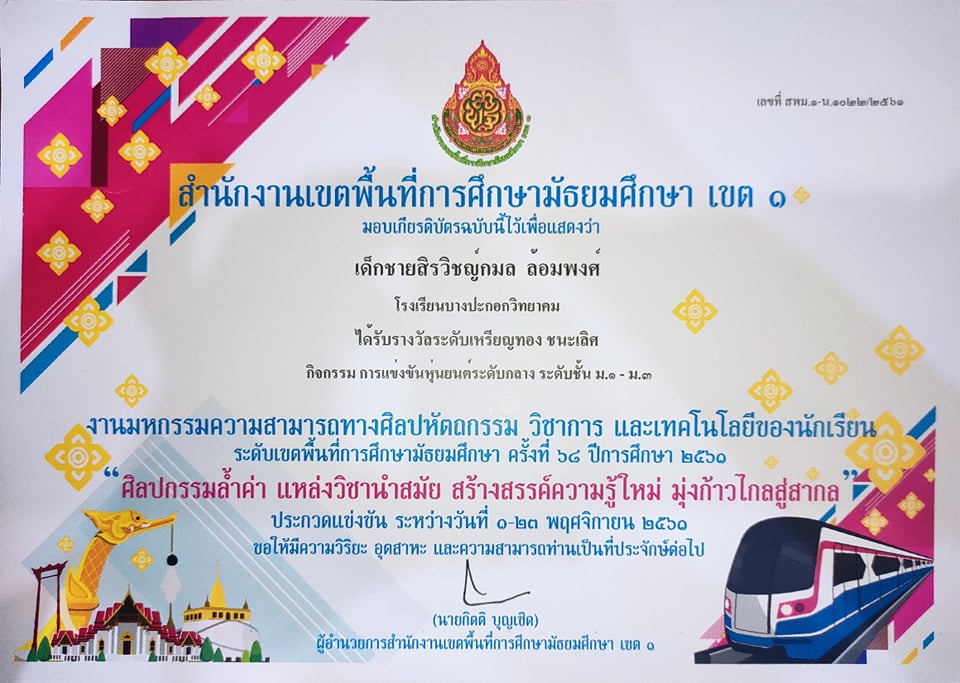 เลขที่ สพม.๑-น.๑๐๒๒/๒๕๖๑
สำนักงานเขตพื้นที่การศึกษามัธยมศึกษา เขต ๑
มอบเกียรติบัตรฉบับนี้ไว้เพื่อแสดงว่า
เด็กชายสิรวิชญ์กมล ล้อมพงศ์
โรงเรียนบางปะกอกวิทยาคม
ได้รับรางวัลระดับเหรียญทอง ชนะเลิศ
กิจกรรม การแข่งขันหุ่นยนต์ระดับกลาง ระดับชั้น ม.๑ - ม.๓
งานมหกรรมความสามารถทางศิลปหัตถกรรม วิชาการ และเทคโนโลยีของนักเรียน
ระดับเขตพื้นที่การศึกษามัธยมศึกษา ครั้งที่ ๖๘ ปีการศึกษา ๒๕๖๑
“ศิลปกรรมล้ำค่า แหล่งวิชานำสมัย สร้างสรรค์ความรู้ใหม่ มุ่งก้าวไกลสู่สากล”
ประกวดแข่งขัน ระหว่างวันที่ ๑-๒๓ พฤศจิกายน ๒๕๖๑
ขอให้มีความวิริยะ อุตสาหะ และความสามารถท่านเป็นที่ประจักษ์ต่อไป
(นายกิตติ บุญเชิด)
ผู้อำนวยการสำนักงานเขตพื้นที่การศึกษามัธยมศึกษา เขต ๑